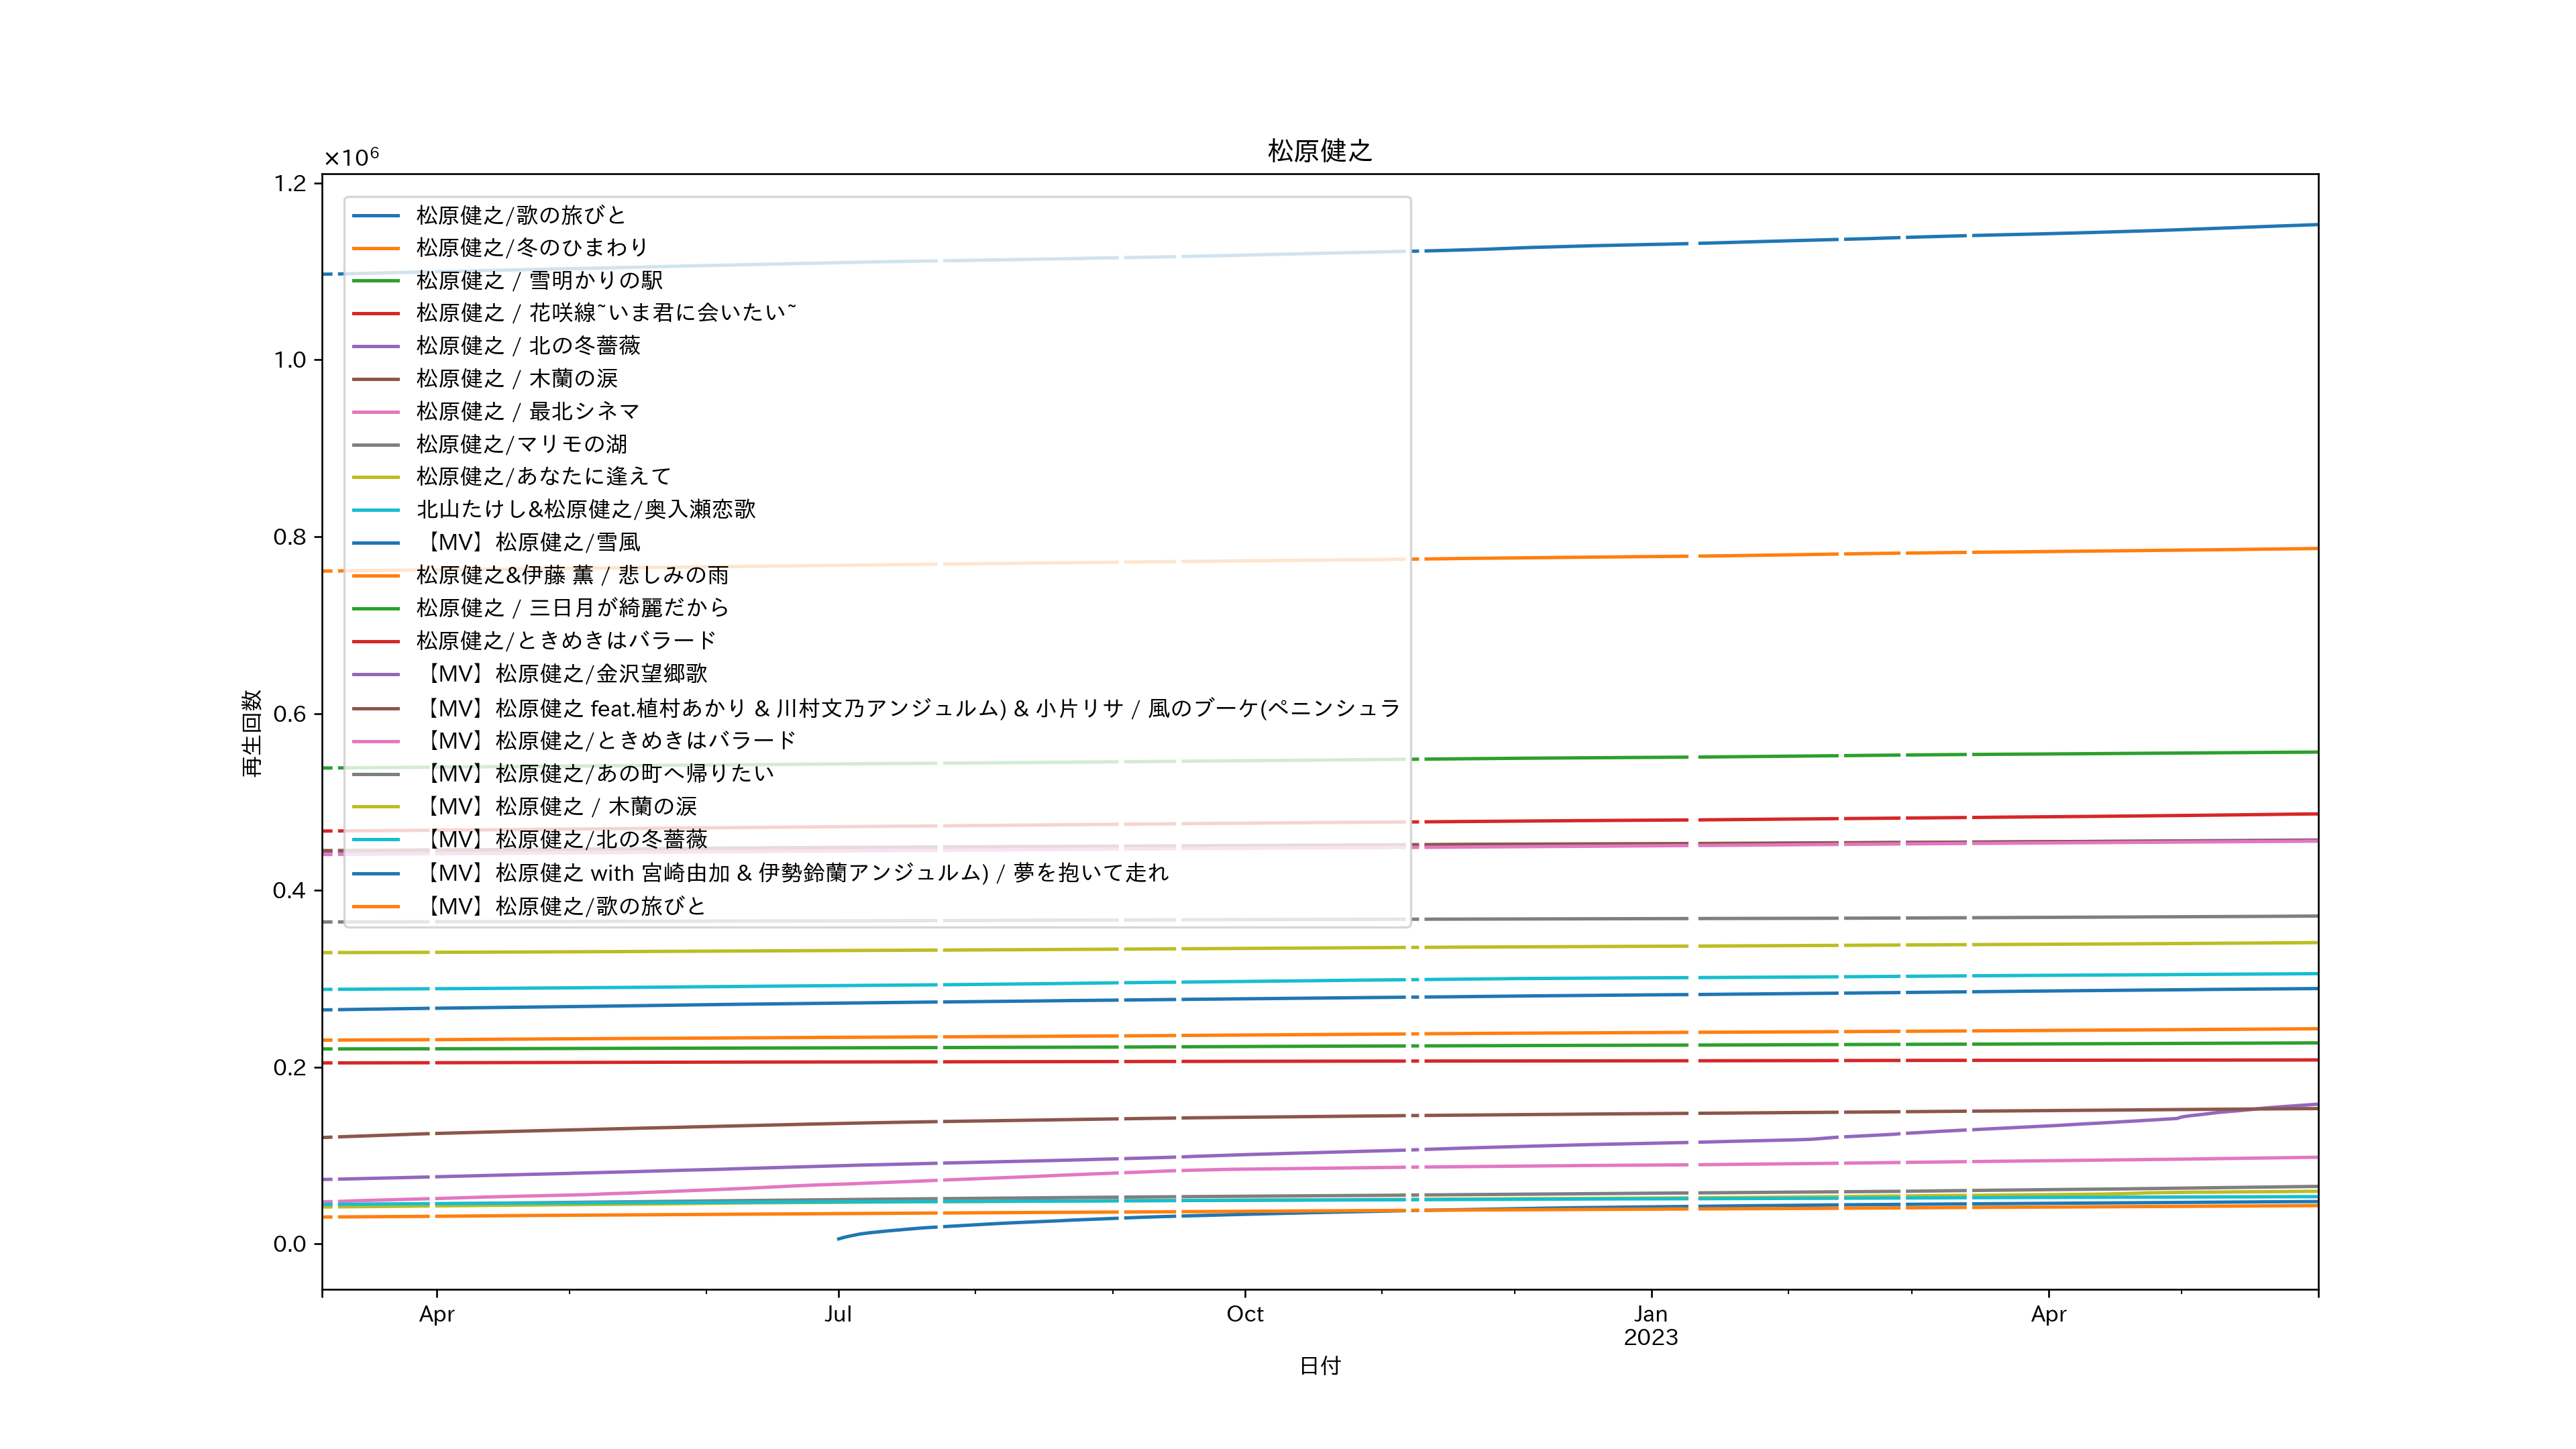 松原健之
×10⁶
1.2
1.0
0.8
0.6
0.4
0.2
0.0
再生回数
松原健之/歌の旅びと
松原健之/冬のひまわり
松原健之 / 雪明かりの駅
松原健之 / 花咲線~いま君に会いたい~
松原健之 / 北の冬薔薇
松原健之 / 木蘭の涙
松原健之 / 最北シネマ
松原健之/マリモの湖
松原健之/あなたに逢えて
北山たけし&松原健之/奥入瀬恋歌
【MV】松原健之/雪風
松原健之&伊藤 薫 / 悲しみの雨
松原健之 / 三日月が綺麗だから
松原健之/ときめきはバラード
【MV】松原健之/金沢望郷歌
【MV】松原健之 feat.植村あかり & 川村文乃アンジュルム) & 小片リサ / 風のブーケ(ペニンシュラ
【MV】松原健之/ときめきはバラード
【MV】松原健之/あの町へ帰りたい
【MV】松原健之 / 木蘭の涙
【MV】松原健之/北の冬薔薇
【MV】松原健之 with 宮崎由加 & 伊勢鈴蘭アンジュルム) / 夢を抱いて走れ
【MV】松原健之/歌の旅びと
Apr
Jul
Oct
Jan
2023
Apr
日付